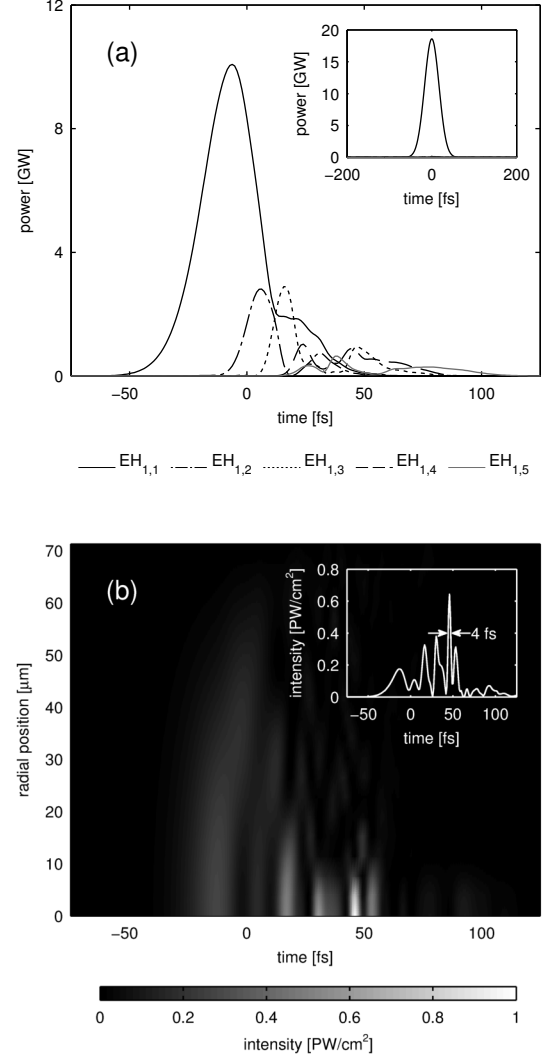 (a)
12
8
4
0
power [GW]
−50
0
50
100
time [fs]
20
15
10
5
0
power [GW]
−200
0
200
time [fs]
EH1,1
EH1,2
EH1,3
EH1,4
EH1,5
(b)
70
60
50
40
30
20
10
0
radial position [µm]
−50
0
50
100
time [fs]
0.8
0.6
0.4
0.2
0
intensity [PW/cm²]
4 fs
−50
0
50
100
time [fs]
0
0.2
0.4
0.6
0.8
1
intensity [PW/cm²]